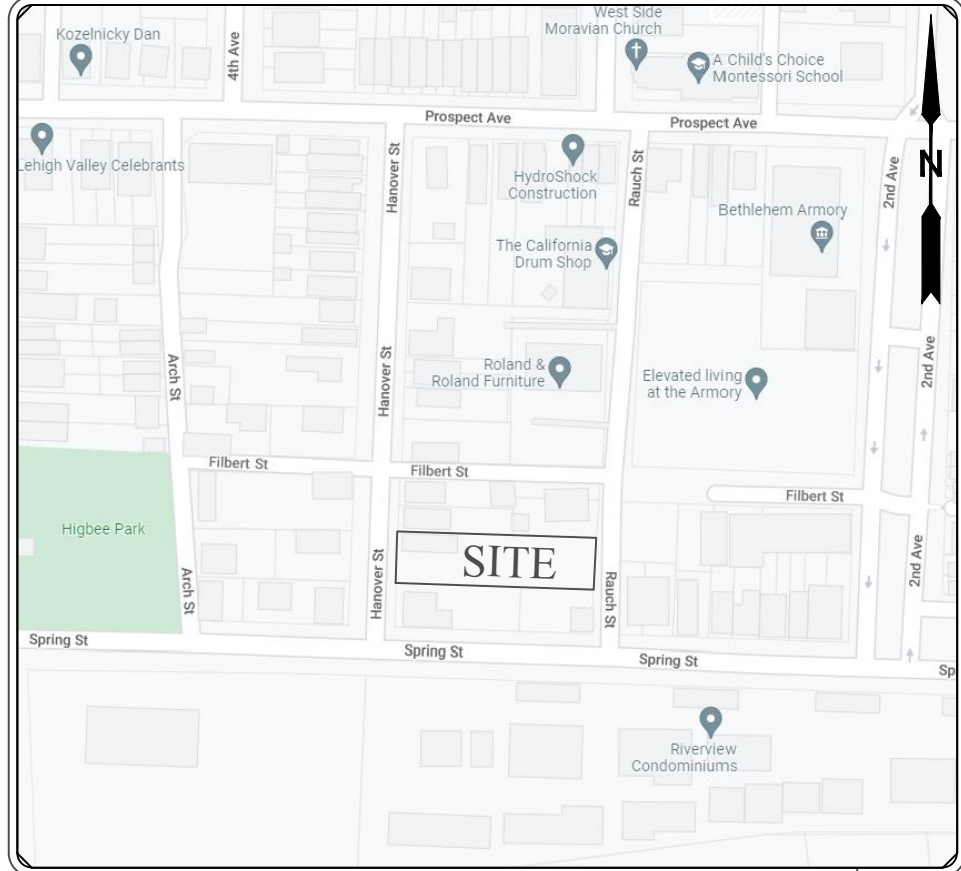 West Side
Moravian Church
Kozelnicky Dan
4th Ave
A Child's Choice
Montessori School
Prospect Ave
Prospect Ave
Lehigh Valley Celebrants
Hanover St
HydroShock
Construction
Rauch St
2nd Ave
N
Bethlehem Armory
The California
Drum Shop
Arch St
Hanover St
Roland &
Roland Furniture
Elevated living
at the Armory
2nd Ave
Filbert St
Filbert St
Filbert St
Higbee Park
SITE
Arch St
Hanover St
Rauch St
2nd Ave
Spring St
Spring St
Spring St
Sp
Riverview
Condominiums